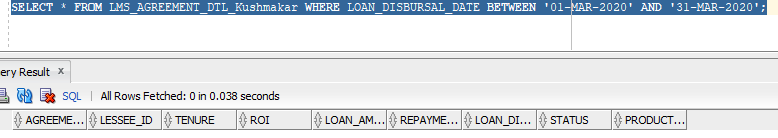 SELECT * FROM LMS_AGREEMENT_DTL_Kushmakar WHERE LOAN_DISBURSAL_DATE BETWEEN '01-MAR-2020' AND '31-MAR-2020';
ery Result x
SQL | All Rows Fetched: 0 in 0.038 seconds
AGREEME... LESSEE_ID TENURE ROI LOAN_AM... REPAYME... LOAN_DI... STATUS PRODUCT...